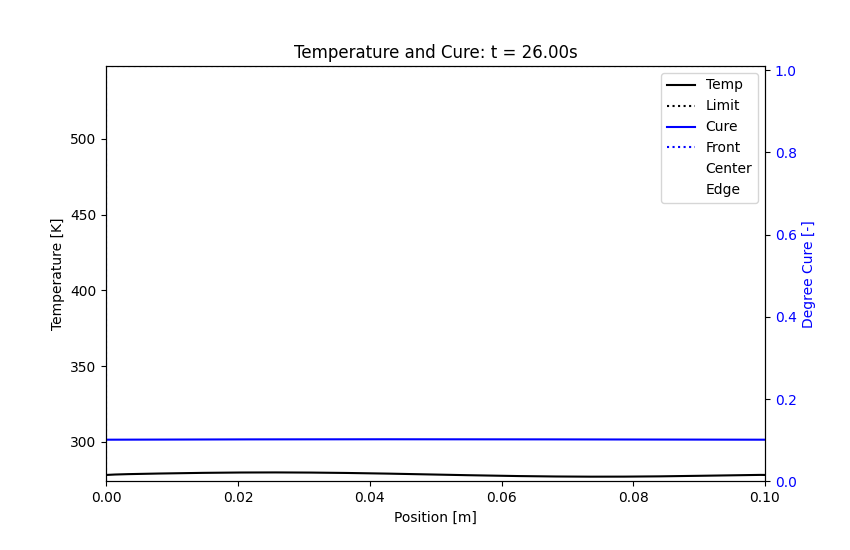 Temperature and Cure: t = 26.00s
Temp
Limit
Cure
Front
Center
Edge
500
450
400
350
300
Temperature [K]
1.0
0.8
0.6
0.4
0.2
0.0
Degree Cure [-]
0.00 0.02 0.04 0.06 0.08 0.10
Position [m]